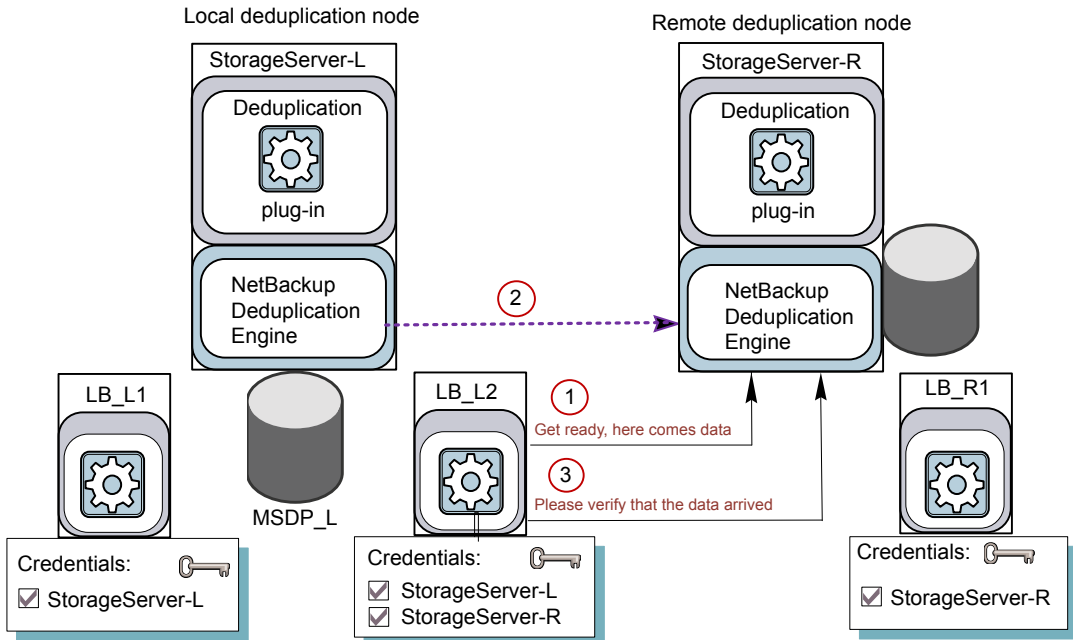 Local deduplication node
Remote deduplication node
StorageServer-L
StorageServer-R
Deduplication
plug-in
Deduplication
plug-in
NetBackup
Deduplication
Engine
2
NetBackup
Deduplication
Engine
LB_L1
MSDP_L
LB_L2
1
Get ready, here comes data
3
Please verify that the data arrived
LB_R1
Credentials:
StorageServer-L
Credentials:
StorageServer-L
StorageServer-R
Credentials:
StorageServer-R